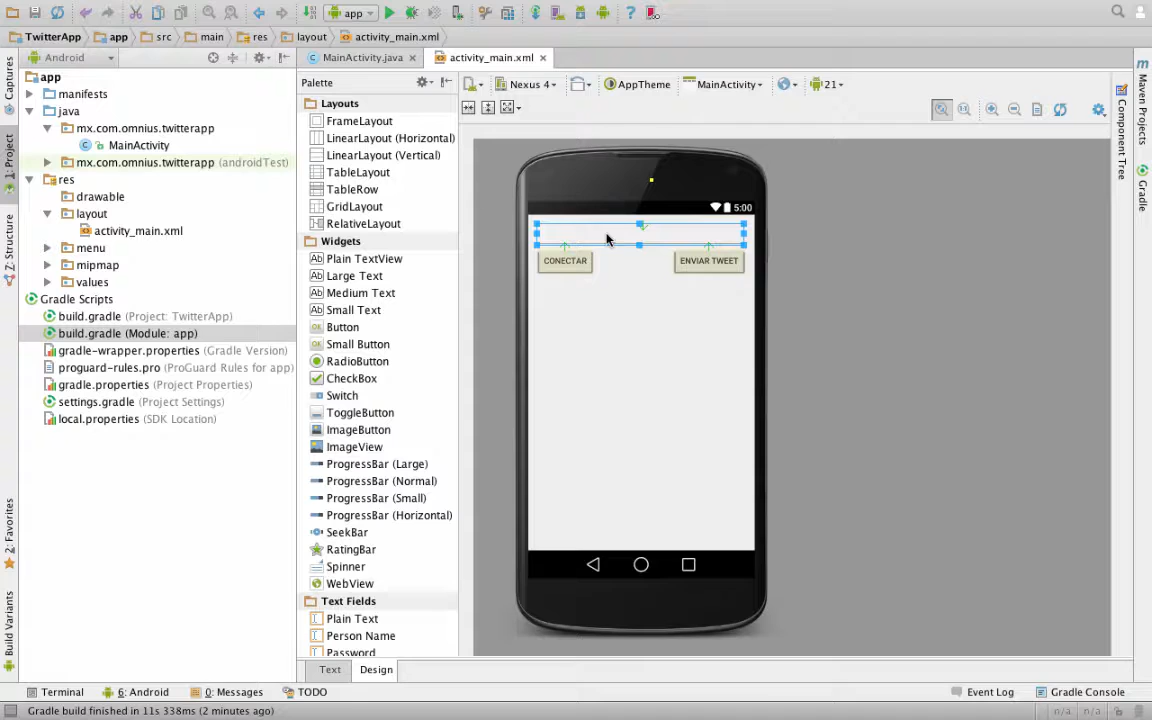 app
TwitterApp
app
src
main
res
layout
activity_main.xml
Android
MainActivity.java
activity_main.xml
Captures
1: Project
Z: Structure
2: Favorites
Build Variants
app
manifests
java
mx.com.omnius.twitterapp
MainActivity
mx.com.omnius.twitterapp (androidTest)
res
drawable
layout
activity_main.xml
menu
mipmap
values
Gradle Scripts
build.gradle (Project: TwitterApp)
build.gradle (Module: app)
gradle-wrapper.properties (Gradle Version)
proguard-rules.pro (ProGuard Rules for app)
gradle.properties (Project Properties)
settings.gradle (Project Settings)
local.properties (SDK Location)
Palette
Layouts
FrameLayout
LinearLayout (Horizontal)
LinearLayout (Vertical)
TableLayout
TableRow
GridLayout
RelativeLayout
Widgets
Plain TextView
Large Text
Medium Text
Small Text
Button
Small Button
RadioButton
CheckBox
Switch
ToggleButton
ImageButton
ImageView
ProgressBar (Large)
ProgressBar (Normal)
ProgressBar (Small)
ProgressBar (Horizontal)
SeekBar
RatingBar
Spinner
WebView
Text Fields
Plain Text
Person Name
Password
Text
Design
Nexus 4
AppTheme
MainActivity
21
5:00
CONECTAR
ENVIAR TWEET
Maven Projects
Gradle
Component Tree
Terminal
6: Android
0: Messages
TODO
Event Log
Gradle Console
Gradle build finished in 11s 338ms (2 minutes ago)
n/a
n/a